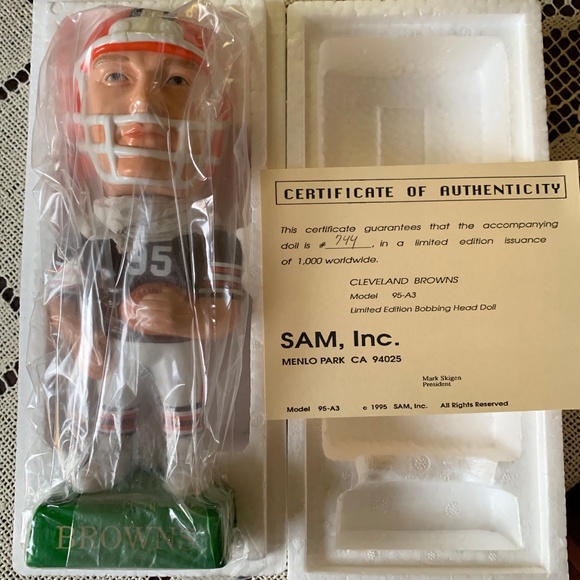 95
BROWNS
CERTIFICATE OF AUTHENTICITY
This certificate guarantees that the accompanying
doll is # 744, in a limited edition issuance
of 1,000 worldwide.
CLEVELAND BROWNS
Model 95-A3
Limited Edition Bobbing Head Doll
SAM, Inc.
MENLO PARK CA 94025
Mark Skigen
President
Model 95-A3 © 1995 SAM, Inc. All Rights Reserved